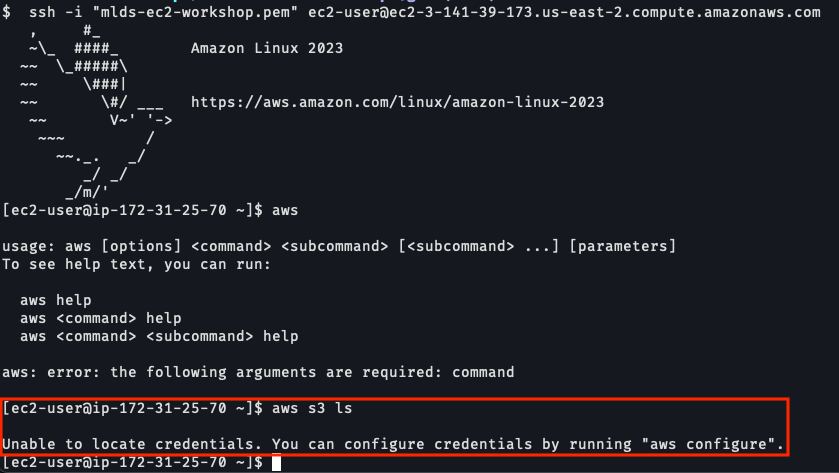 $ ssh -i "mlds-ec2-workshop.pem" ec2-user@ec2-3-141-39-173.us-east-2.compute.amazonaws.com
   ,     #_
   ~\_  ####_        Amazon Linux 2023
  ~~  \_#####\
  ~~     \###|
  ~~       \#/ ___   https://aws.amazon.com/linux/amazon-linux-2023
   ~~       V~' '->
    ~~~         /
      ~~._.   _/
         _/ _/
       _/m/'
[ec2-user@ip-172-31-25-70 ~]$ aws
usage: aws [options] <command> <subcommand> [<subcommand> ...] [parameters]
To see help text, you can run:
  aws help
  aws <command> help
  aws <command> <subcommand> help
aws: error: the following arguments are required: command
[ec2-user@ip-172-31-25-70 ~]$ aws s3 ls
Unable to locate credentials. You can configure credentials by running "aws configure".
[ec2-user@ip-172-31-25-70 ~]$